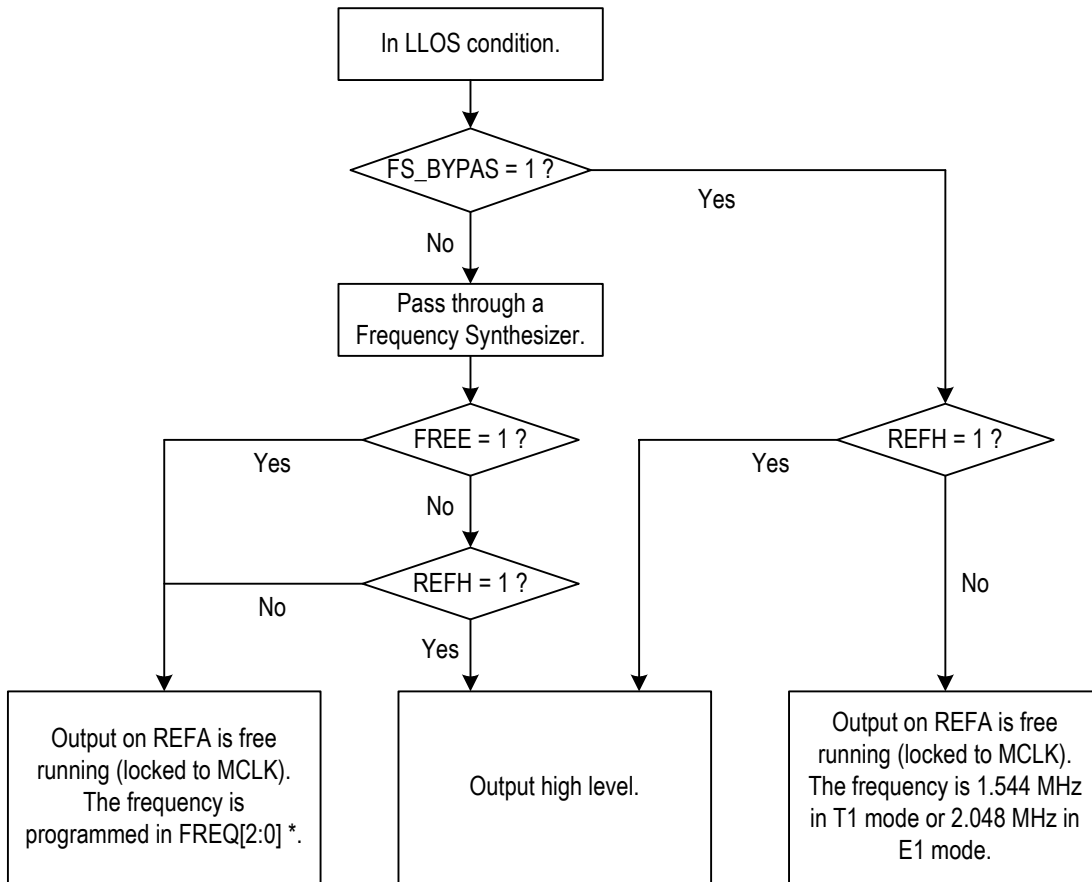 In LLOS condition.
FS_BYPAS = 1 ?
Yes
No
Pass through a
Frequency Synthesizer.
FREE = 1 ?
REFH = 1 ?
Yes
Yes
No
REFH = 1 ?
No
No
Yes
Output on REFA is free
running (locked to MCLK).
The frequency is
programmed in FREQ[2:0] *.
Output high level.
Output on REFA is free
running (locked to MCLK).
The frequency is 1.544 MHz
in T1 mode or 2.048 MHz in
E1 mode.